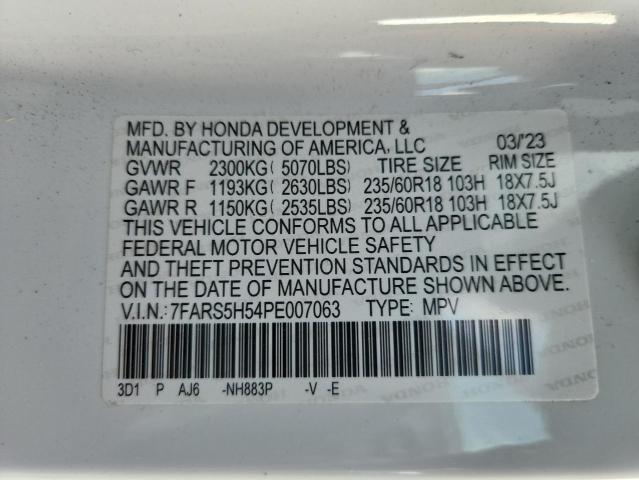 MFD. BY HONDA DEVELOPMENT &
MANUFACTURING OF AMERICA, LLC 03/'23
GVWR 2300KG( 5070LBS) TIRE SIZE RIM SIZE
GAWR F 1193KG( 2630LBS) 235/60R18 103H 18X7.5J
GAWR R 1150KG( 2535LBS) 235/60R18 103H 18X7.5J
THIS VEHICLE CONFORMS TO ALL APPLICABLE
FEDERAL MOTOR VEHICLE SAFETY
AND THEFT PREVENTION STANDARDS IN EFFECT
ON THE DATE OF MANUFACTURE SHOWN ABOVE.
V.I.N.:7FARS5H54PE007063 TYPE: MPV
3D1 P AJ6 -NH883P -V -E